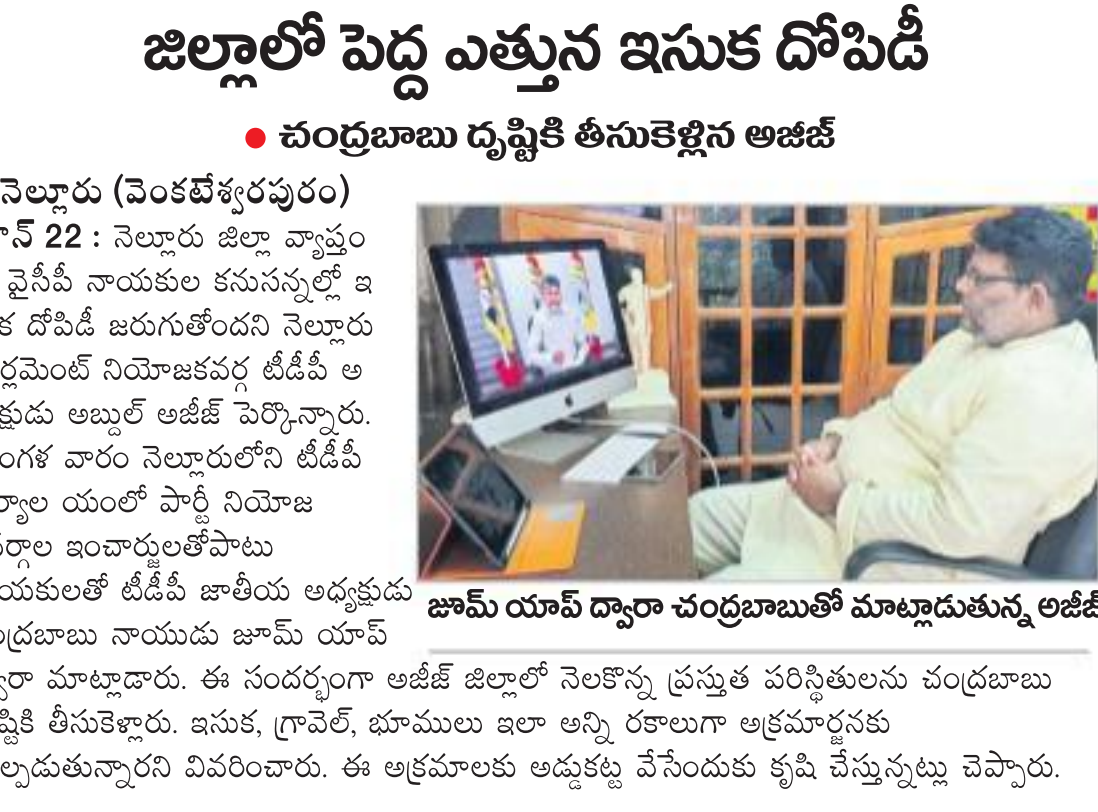 జిల్లాలో పెద్ద ఎత్తున ఇసుక దోపిడీ
● చంద్రబాబు దృష్టికి తీసుకెళ్లిన అజీజ్
నెల్లూరు (వెంకటేశ్వరపురం)
22 : నెల్లూరు జిల్లా వ్యాప్తం
వైసీపీ నాయకుల కనుసన్నల్లో ఇ
క దోపిడీ జరుగుతోందని నెల్లూరు
ర్లమెంట్ నియోజకవర్గ టీడీపీ అ
క్షుడు అబ్దుల్ అజీజ్ పెర్కొన్నారు.
ంగళ వారం నెల్లూరులోని టీడీపీ
ర్యాల యంలో పార్టీ నియోజ
ర్గాల ఇంచార్జులతోపాటు
యకులతో టీడీపీ జాతీయ అధ్యక్షుడు
ద్రబాబు నాయుడు జూమ్ యాప్
రా మాట్లాడారు. ఈ సందర్భంగా అజీజ్ జిల్లాలో నెలకొన్న ప్రస్తుత పరిస్థితులను చంద్రబాబు
ష్టికి తీసుకెళ్లారు. ఇసుక, గ్రావెల్, భూములు ఇలా అన్ని రకాలుగా అక్రమార్జనకు
ల్పడుతున్నారని వివరించారు. ఈ అక్రమాలకు అడ్డుకట్ట వేసేందుకు కృషి చేస్తున్నట్లు చెప్పారు.
జూమ్ యాప్ ద్వారా చంద్రబాబుతో మాట్లాడుతున్న అజీజ్